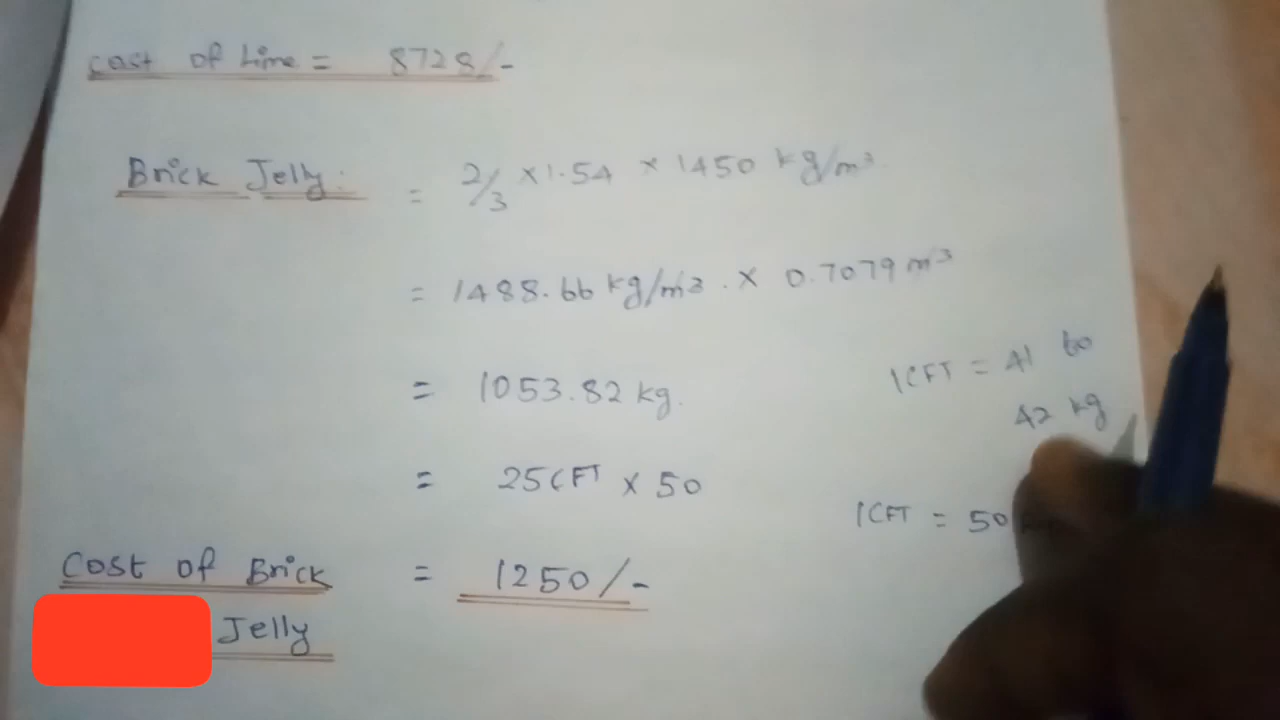 Cost of Lime = 8728/-
Brick Jelly: = 2/3 × 1.54 × 1450 kg/m³
= 1488.66 kg/m3 . × 0.7079 m³
= 1053.82 kg.
1CFT = 41 to
42 kg
= 25CFT × 50
1CFT = 50
Cost of Brick = 1250/-
Jelly